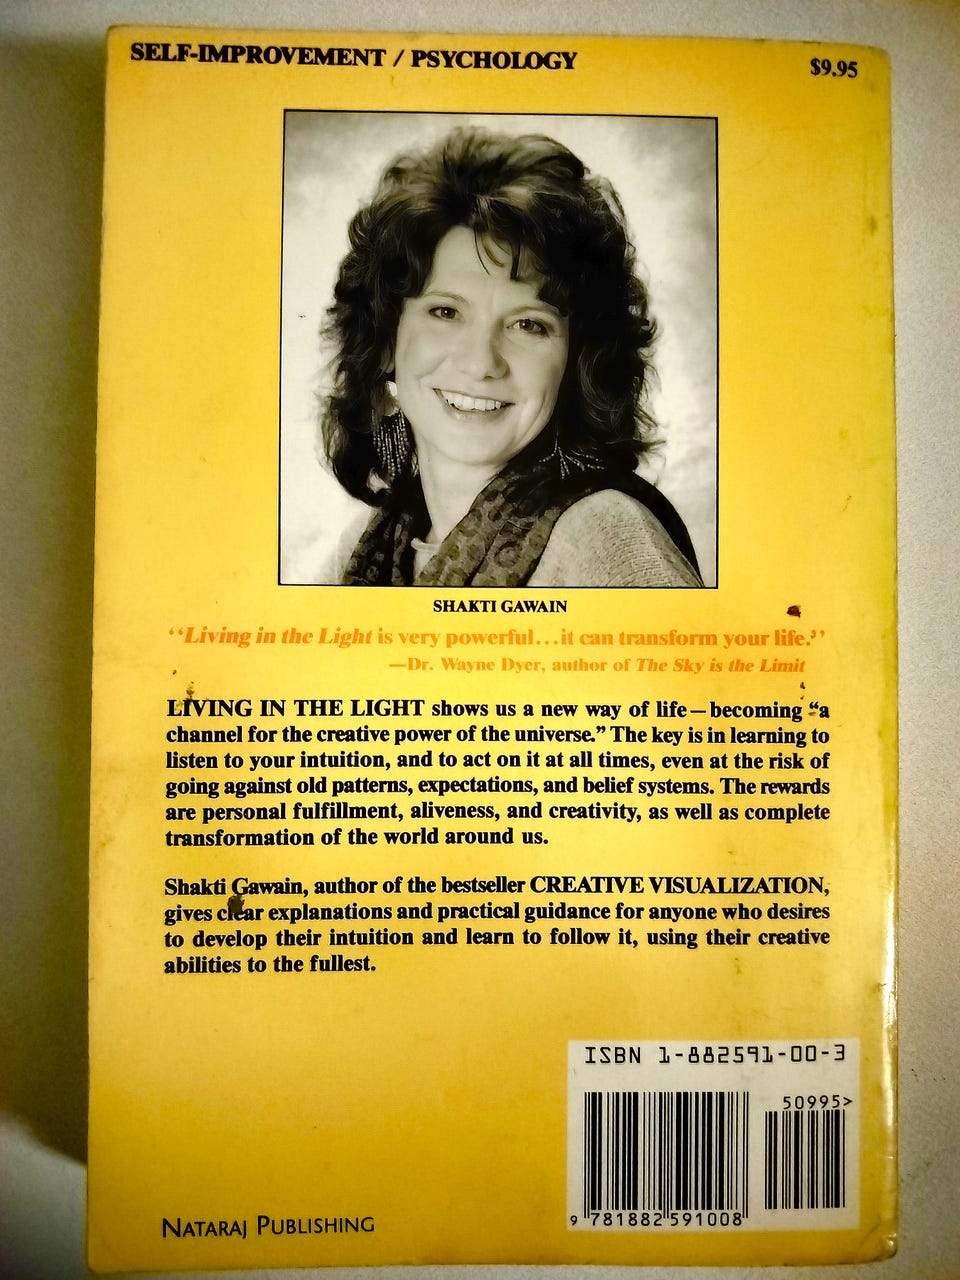 SELF-IMPROVEMENT / PSYCHOLOGY
$9.95
SHAKTI GAWAIN
‘‘Living in the Light is very powerful...it can transform your life.’’
—Dr. Wayne Dyer, author of The Sky is the Limit
LIVING IN THE LIGHT shows us a new way of life—becoming “a
channel for the creative power of the universe.” The key is in learning to
listen to your intuition, and to act on it at all times, even at the risk of
going against old patterns, expectations, and belief systems. The rewards
are personal fulfillment, aliveness, and creativity, as well as complete
transformation of the world around us.
Shakti Gawain, author of the bestseller CREATIVE VISUALIZATION,
gives clear explanations and practical guidance for anyone who desires
to develop their intuition and learn to follow it, using their creative
abilities to the fullest.
ISBN 1-882591-00-3
50995>
9 781882 591008
NATARAJ PUBLISHING